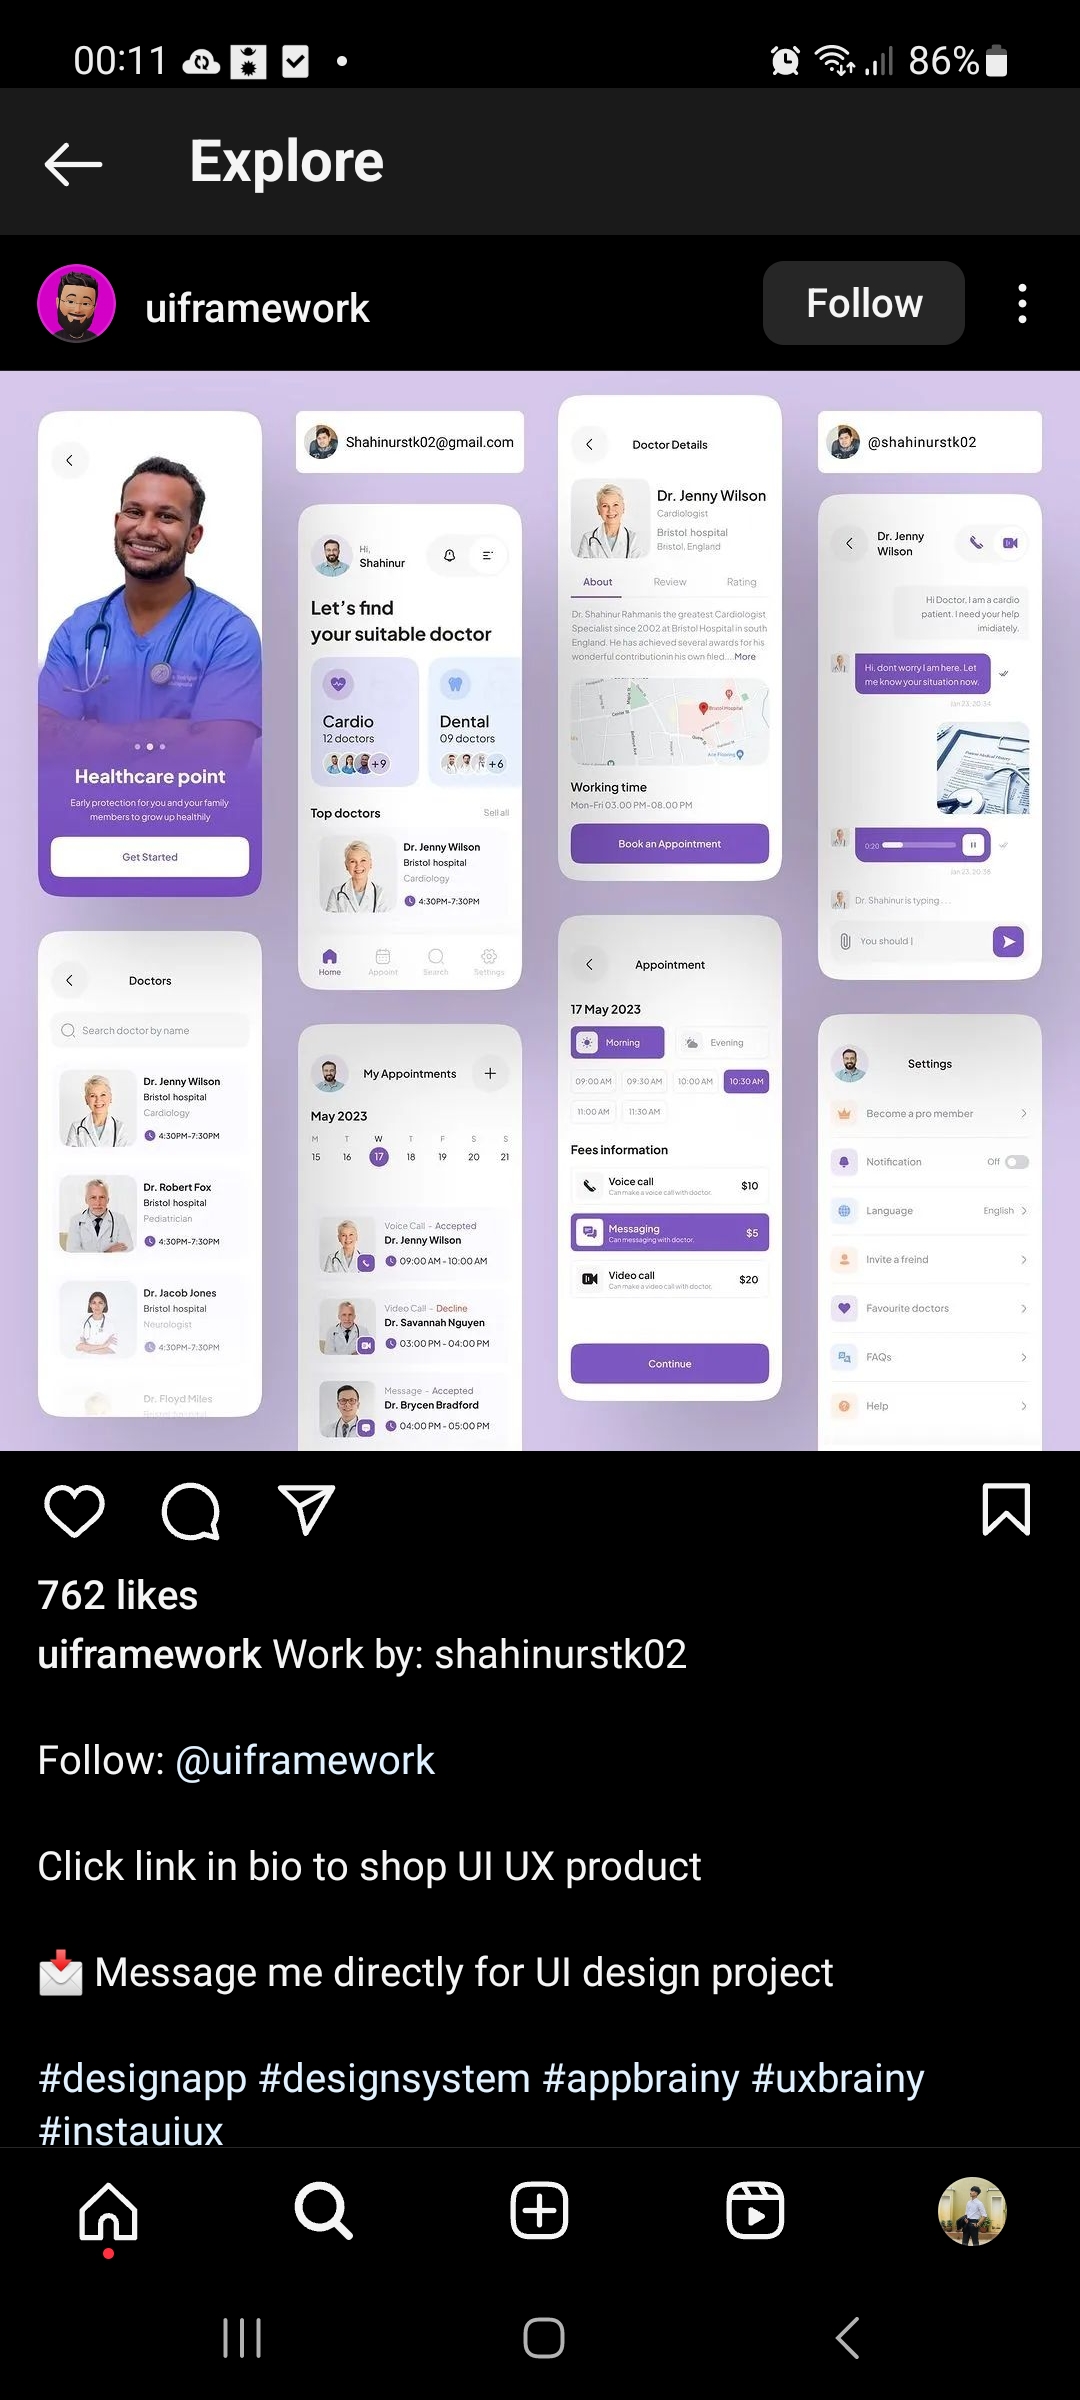 00:11
86%
Explore
uiframework
Follow
Healthcare point
Early protection for you and your family
members to grow up healthily
Get Started
Shahinurstk02@gmail.com
Hi,
Shahinur
Let's find
your suitable doctor
Cardio
12 doctors
+9
Dental
09 doctors
+6
Top doctors
Sell all
Dr. Jenny Wilson
Bristol hospital
Cardiology
4:30PM-7:30PM
Home
Appoint
Search
Settings
Doctor Details
Dr. Jenny Wilson
Cardiologist
Bristol hospital
Bristol, England
About
Review
Rating
Dr. Shahinur Rahmanis the greatest Cardiologist
Specialist since 2002 at Bristol Hospital in south
England. He has achieved several awards for his
wonderful contributionin his own filed....More
Bristol Hospital
Working time
Mon-Fri 03.00 PM-08.00 PM
Book an Appointment
@shahinurstk02
Dr. Jenny
Wilson
Hi Doctor, I am a cardio
patient. I need your help
imidiately.
Hi, dont worry I am here. Let
me know your situation now.
Jan 23, 20:34
0:20
Jan 23, 20:38
Dr. Shahinur is typing . . .
You should |
Doctors
Search doctor by name
Dr. Jenny Wilson
Bristol hospital
Cardiology
4:30PM-7:30PM
Dr. Robert Fox
Bristol hospital
Pediatrician
4:30PM-7:30PM
Dr. Jacob Jones
Bristol hospital
Neurologist
4:30PM-7:30PM
Dr. Floyd Miles
Bristol hospital
My Appointments
May 2023
M T W T F S S
15 16 17 18 19 20 21
Voice Call - Accepted
Dr. Jenny Wilson
09:00 AM - 10:00 AM
Video Call - Decline
Dr. Savannah Nguyen
03:00 PM - 04:00 PM
Message - Accepted
Dr. Brycen Bradford
04:00 PM - 05:00 PM
Appointment
17 May 2023
Morning
Evening
09:00 AM 09:30 AM 10:00 AM 10:30 AM
11:00 AM 11:30 AM
Fees information
Voice call
Can make a voice call with doctor.
$10
Messaging
Can messaging with doctor.
$5
Video call
Can make a video call with doctor.
$20
Continue
Settings
Become a pro member
Notification
Off
Language
English
Invite a freind
Favourite doctors
FAQs
Help
762 likes
uiframework Work by: shahinurstk02
Follow: @uiframework
Click link in bio to shop UI UX product
Message me directly for UI design project
#designapp #designsystem #appbrainy #uxbrainy
#instauiux